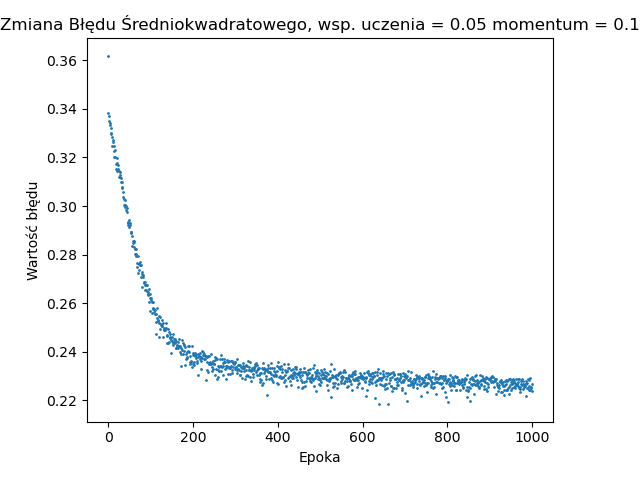 Zmiana Błędu Średniokwadratowego, wsp. uczenia = 0.05 momentum = 0.1
0.36
0.34
0.32
0.30
0.28
0.26
0.24
0.22
Wartość błędu
0 200 400 600 800 1000
Epoka